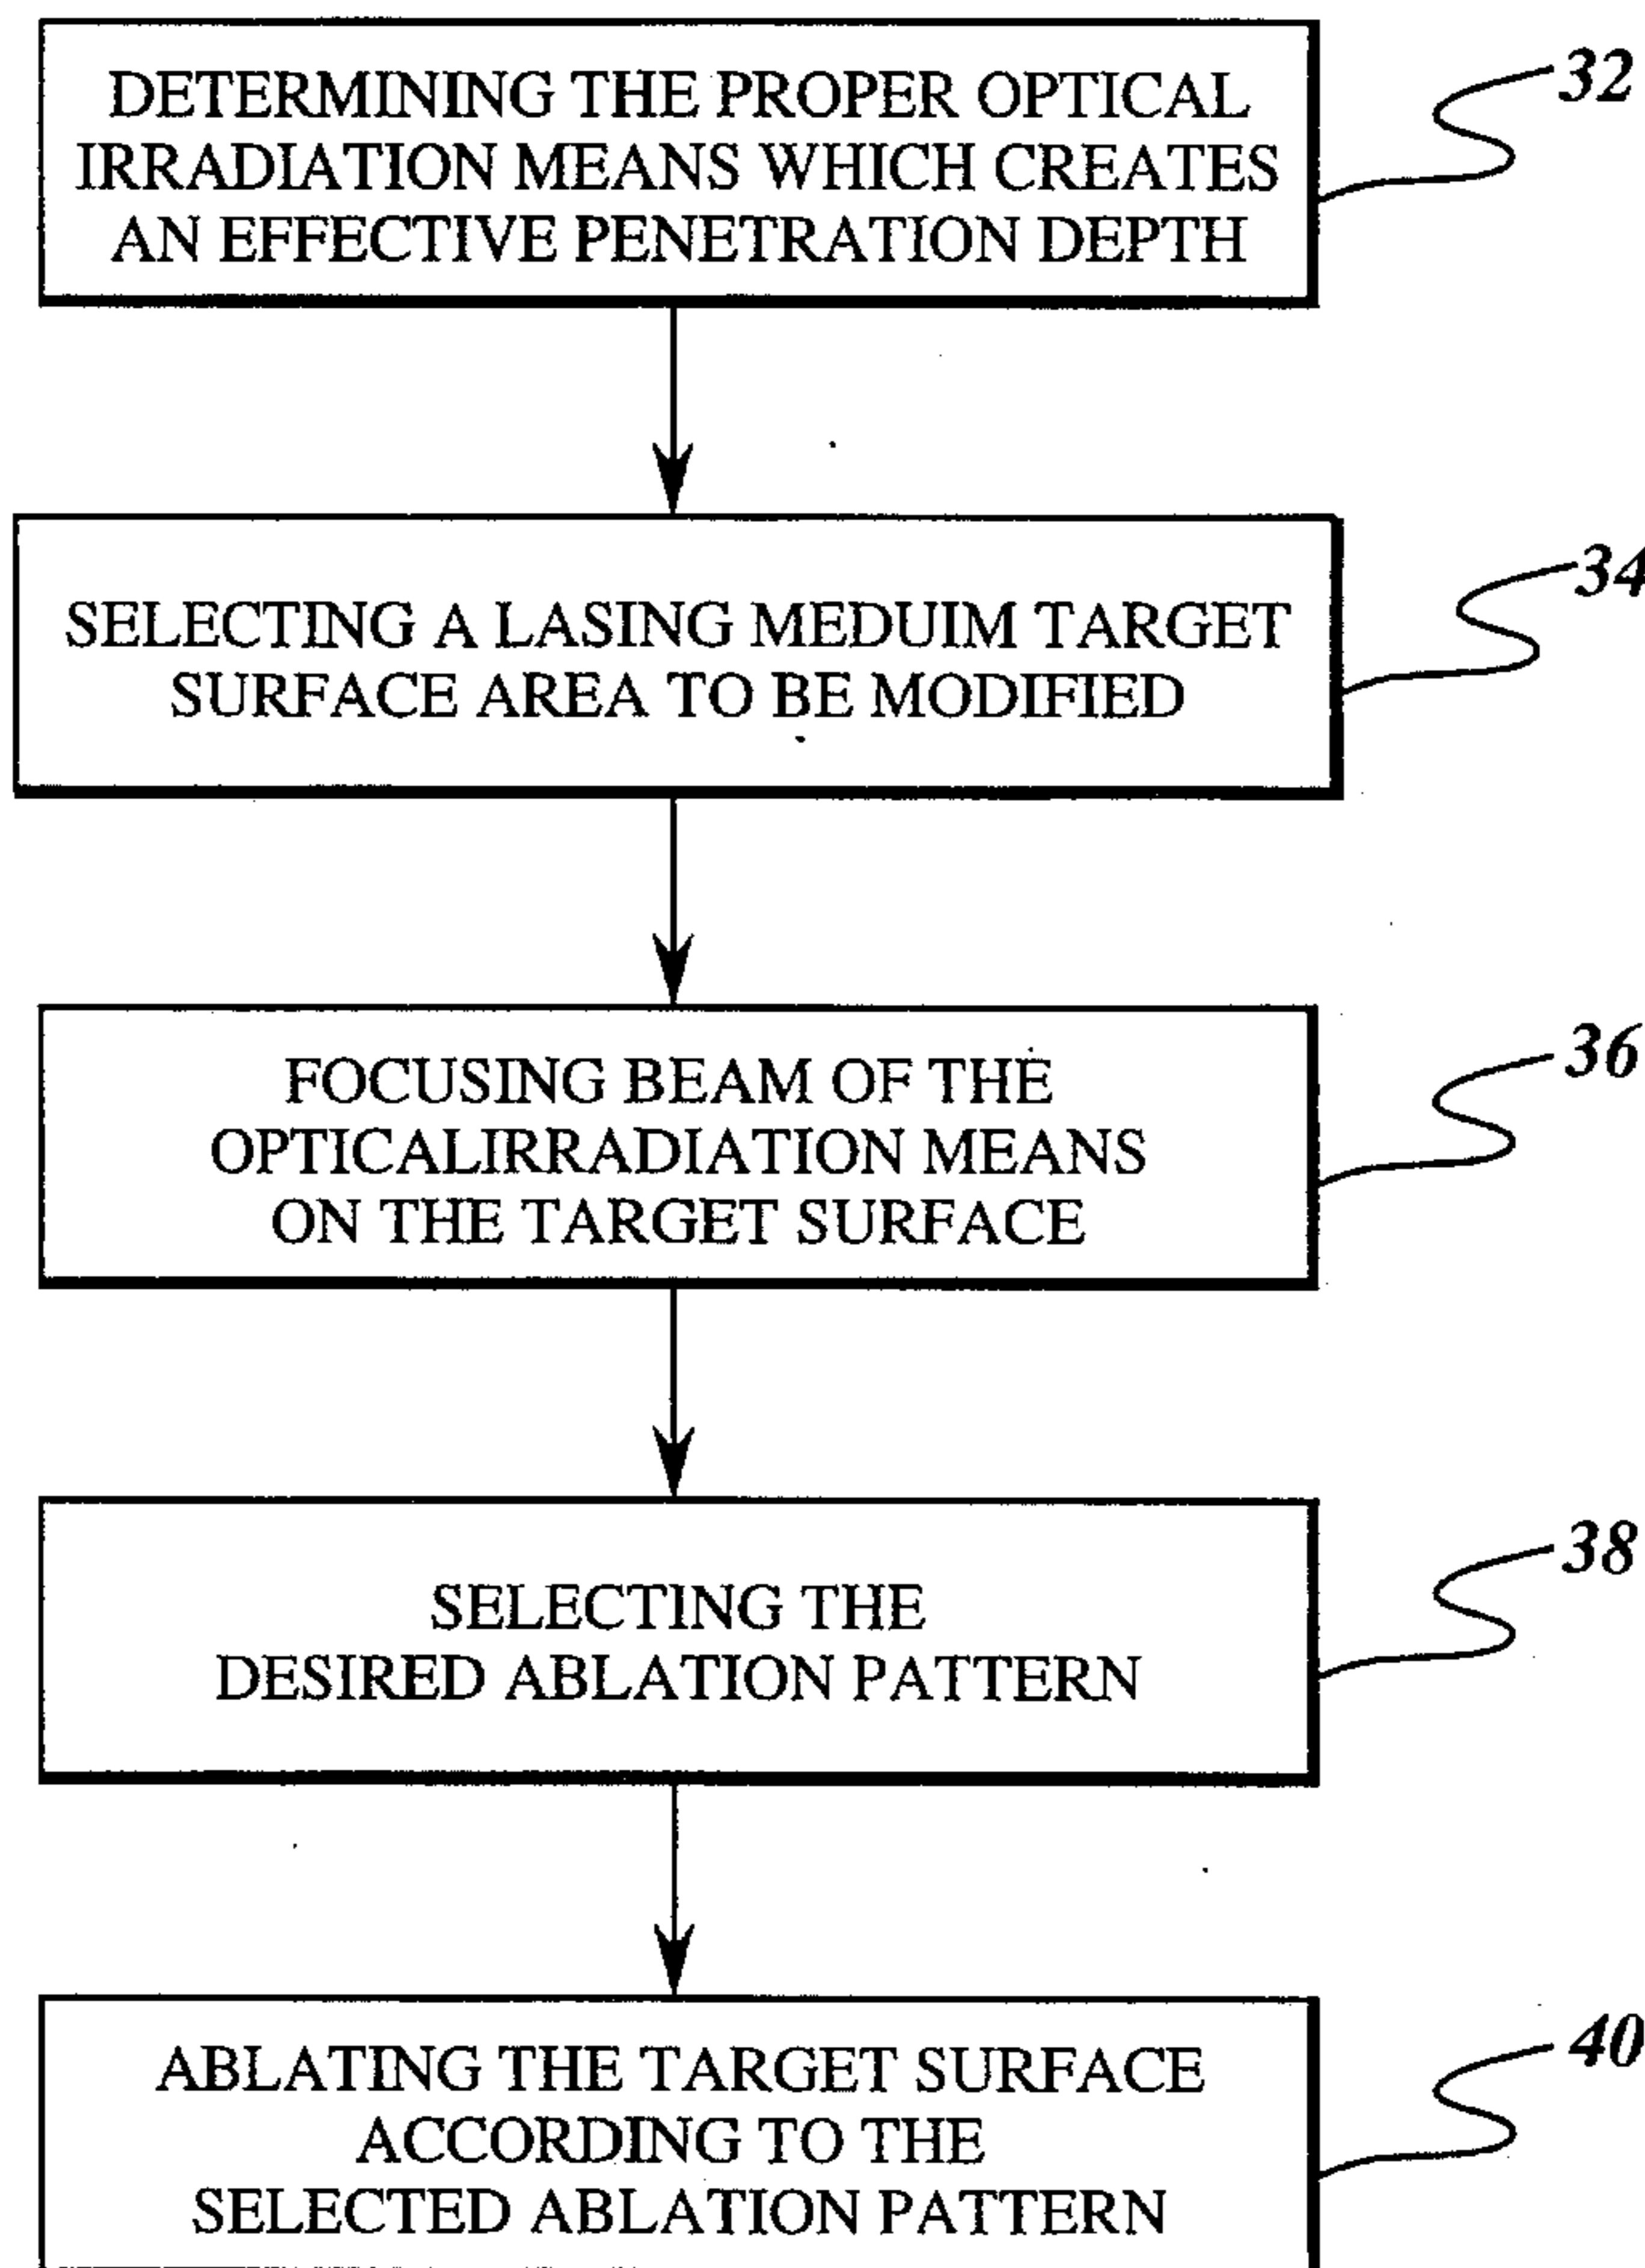 DETERMINING THE PROPER OPTICAL
IRRADIATION MEANS WHICH CREATES
AN EFFECTIVE PENETRATION DEPTH
32
SELECTING A LASING MEDUIM TARGET
SURFACE AREA TO BE MODIFIED
34
FOCUSING BEAM OF THE
OPTICALIRRADIATION MEANS
ON THE TARGET SURFACE
36
SELECTING THE
DESIRED ABLATION PATTERN
38
ABLATING THE TARGET SURFACE
ACCORDING TO THE
SELECTED ABLATION PATTERN
40